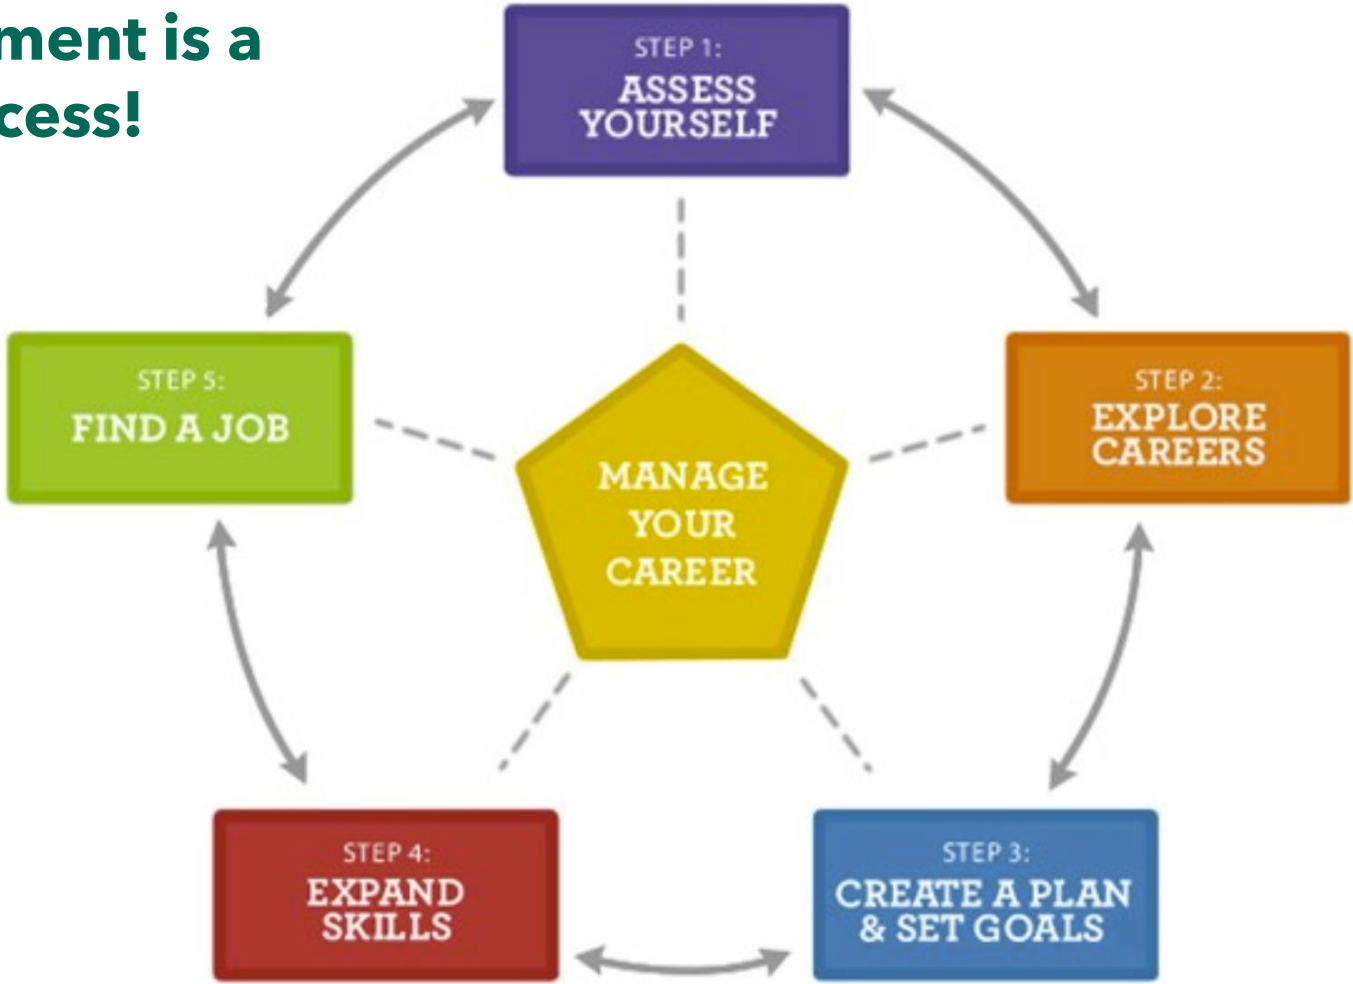 ment is a
cess!
STEP 1:
ASSESS
YOURSELF
STEP 2:
EXPLORE
CAREERS
STEP 3:
CREATE A PLAN
& SET GOALS
STEP 4:
EXPAND
SKILLS
STEP 5:
FIND A JOB
MANAGE
YOUR
CAREER